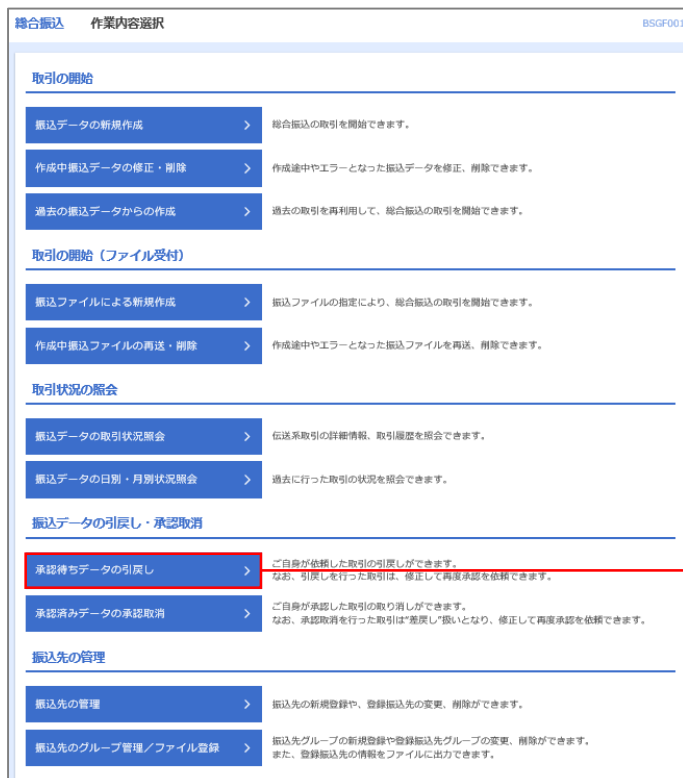 総合振込 作業内容選択 BSGF001
取引の開始
振込データの新規作成 総合振込の取引を開始できます。
作成中振込データの修正・削除 作成途中やエラーとなった振込データを修正、削除できます。
過去の振込データからの作成 過去の取引を再利用して、総合振込の取引を開始できます。
取引の開始（ファイル受付）
振込ファイルによる新規作成 振込ファイルの指定により、総合振込の取引を開始できます。
作成中振込ファイルの再送・削除 作成途中やエラーとなった振込ファイルを再送、削除できます。
取引状況の照会
振込データの取引状況照会 伝送系取引の詳細情報、取引履歴を照会できます。
振込データの日別・月別状況照会 過去に行った取引の状況を照会できます。
振込データの引戻し・承認取消
承認待ちデータの引戻し ご自身が依頼した取引の引戻しができます。
なお、引戻しを行った取引は、修正して再度承認を依頼できます。
承認済みデータの承認取消 ご自身が承認した取引の取り消しができます。
なお、承認取消を行った取引は"差戻し"扱いとなり、修正して再度承認を依頼できます。
振込先の管理
振込先の管理 振込先の新規登録や、登録振込先の変更、削除ができます。
振込先のグループ管理／ファイル登録 振込先グループの新規登録や登録振込先グループの変更、削除ができます。
また、登録振込先の情報をファイルに出力できます。